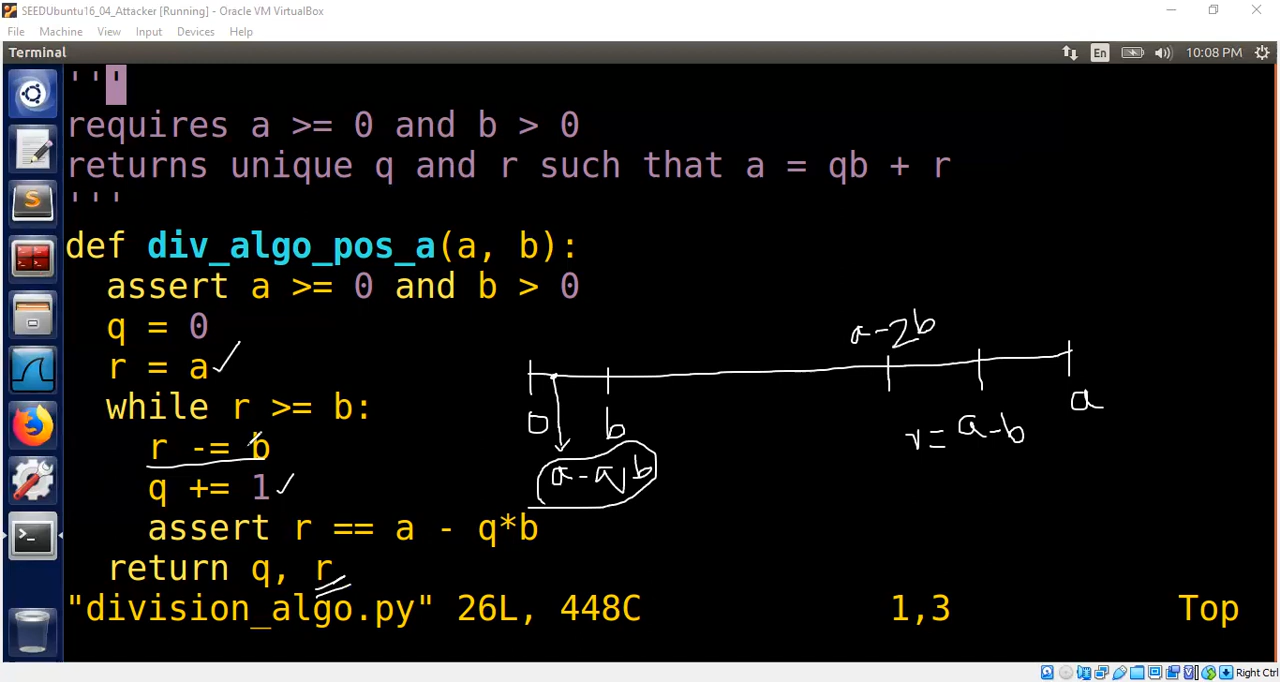 SEEDUbuntu16_04_Attacker [Running] - Oracle VM VirtualBox
File Machine View Input Devices Help
Terminal En 10:08 PM
'''
requires a >= 0 and b > 0
returns unique q and r such that a = qb + r
'''
def div_algo_pos_a(a, b):
assert a >= 0 and b > 0
q = 0
r = a
while r >= b:
r -= b
q += 1
assert r == a - q*b
return q, r
a-2b
0 b r=a-b a
a-qb
"division_algo.py" 26L, 448C 1,3 Top
Right Ctrl